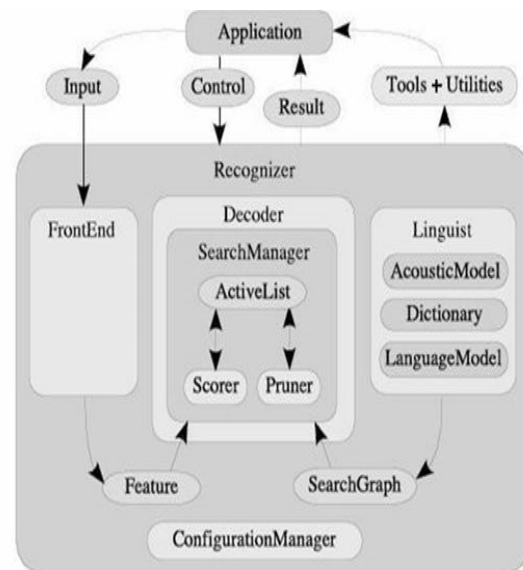 Application
Input
Control
Result
Tools + Utilities
Recognizer
FrontEnd
Decoder
SearchManager
ActiveList
Scorer
Pruner
Linguist
AcousticModel
Dictionary
LanguageModel
Feature
SearchGraph
ConfigurationManager